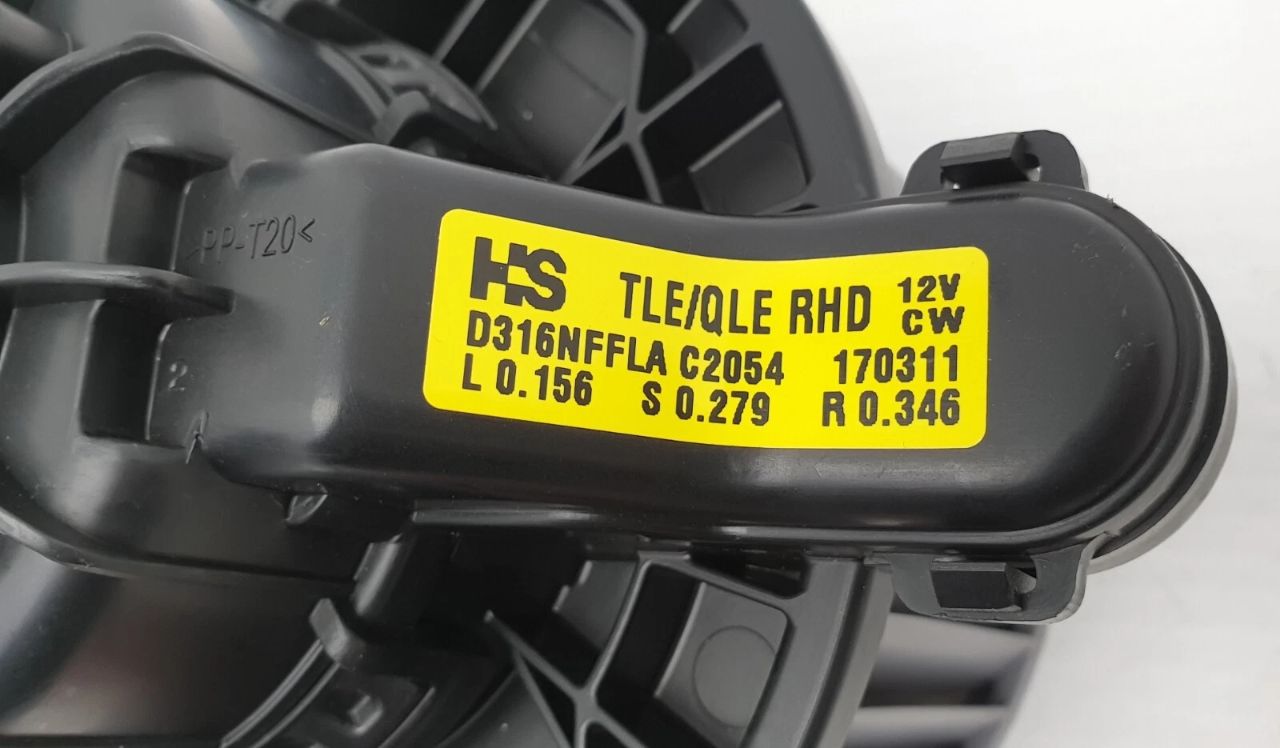 >PP-T20<
HS TLE/QLE RHD 12V CW
D316NFFLA C2054 170311
L 0.156 S 0.279 R 0.346
2